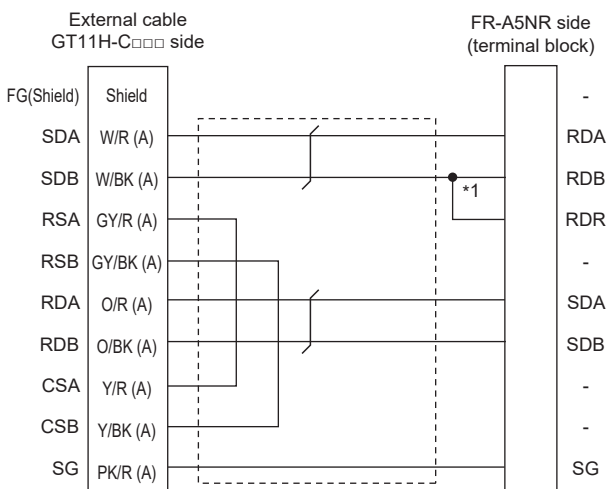 External cable
GT11H-C□□□ side
FR-A5NR side
(terminal block)
FG(Shield) Shield -
SDA W/R (A) RDA
SDB W/BK (A) *1 RDB
RSA GY/R (A) RDR
RSB GY/BK (A) -
RDA O/R (A) SDA
RDB O/BK (A) SDB
CSA Y/R (A) -
CSB Y/BK (A) -
SG PK/R (A) SG